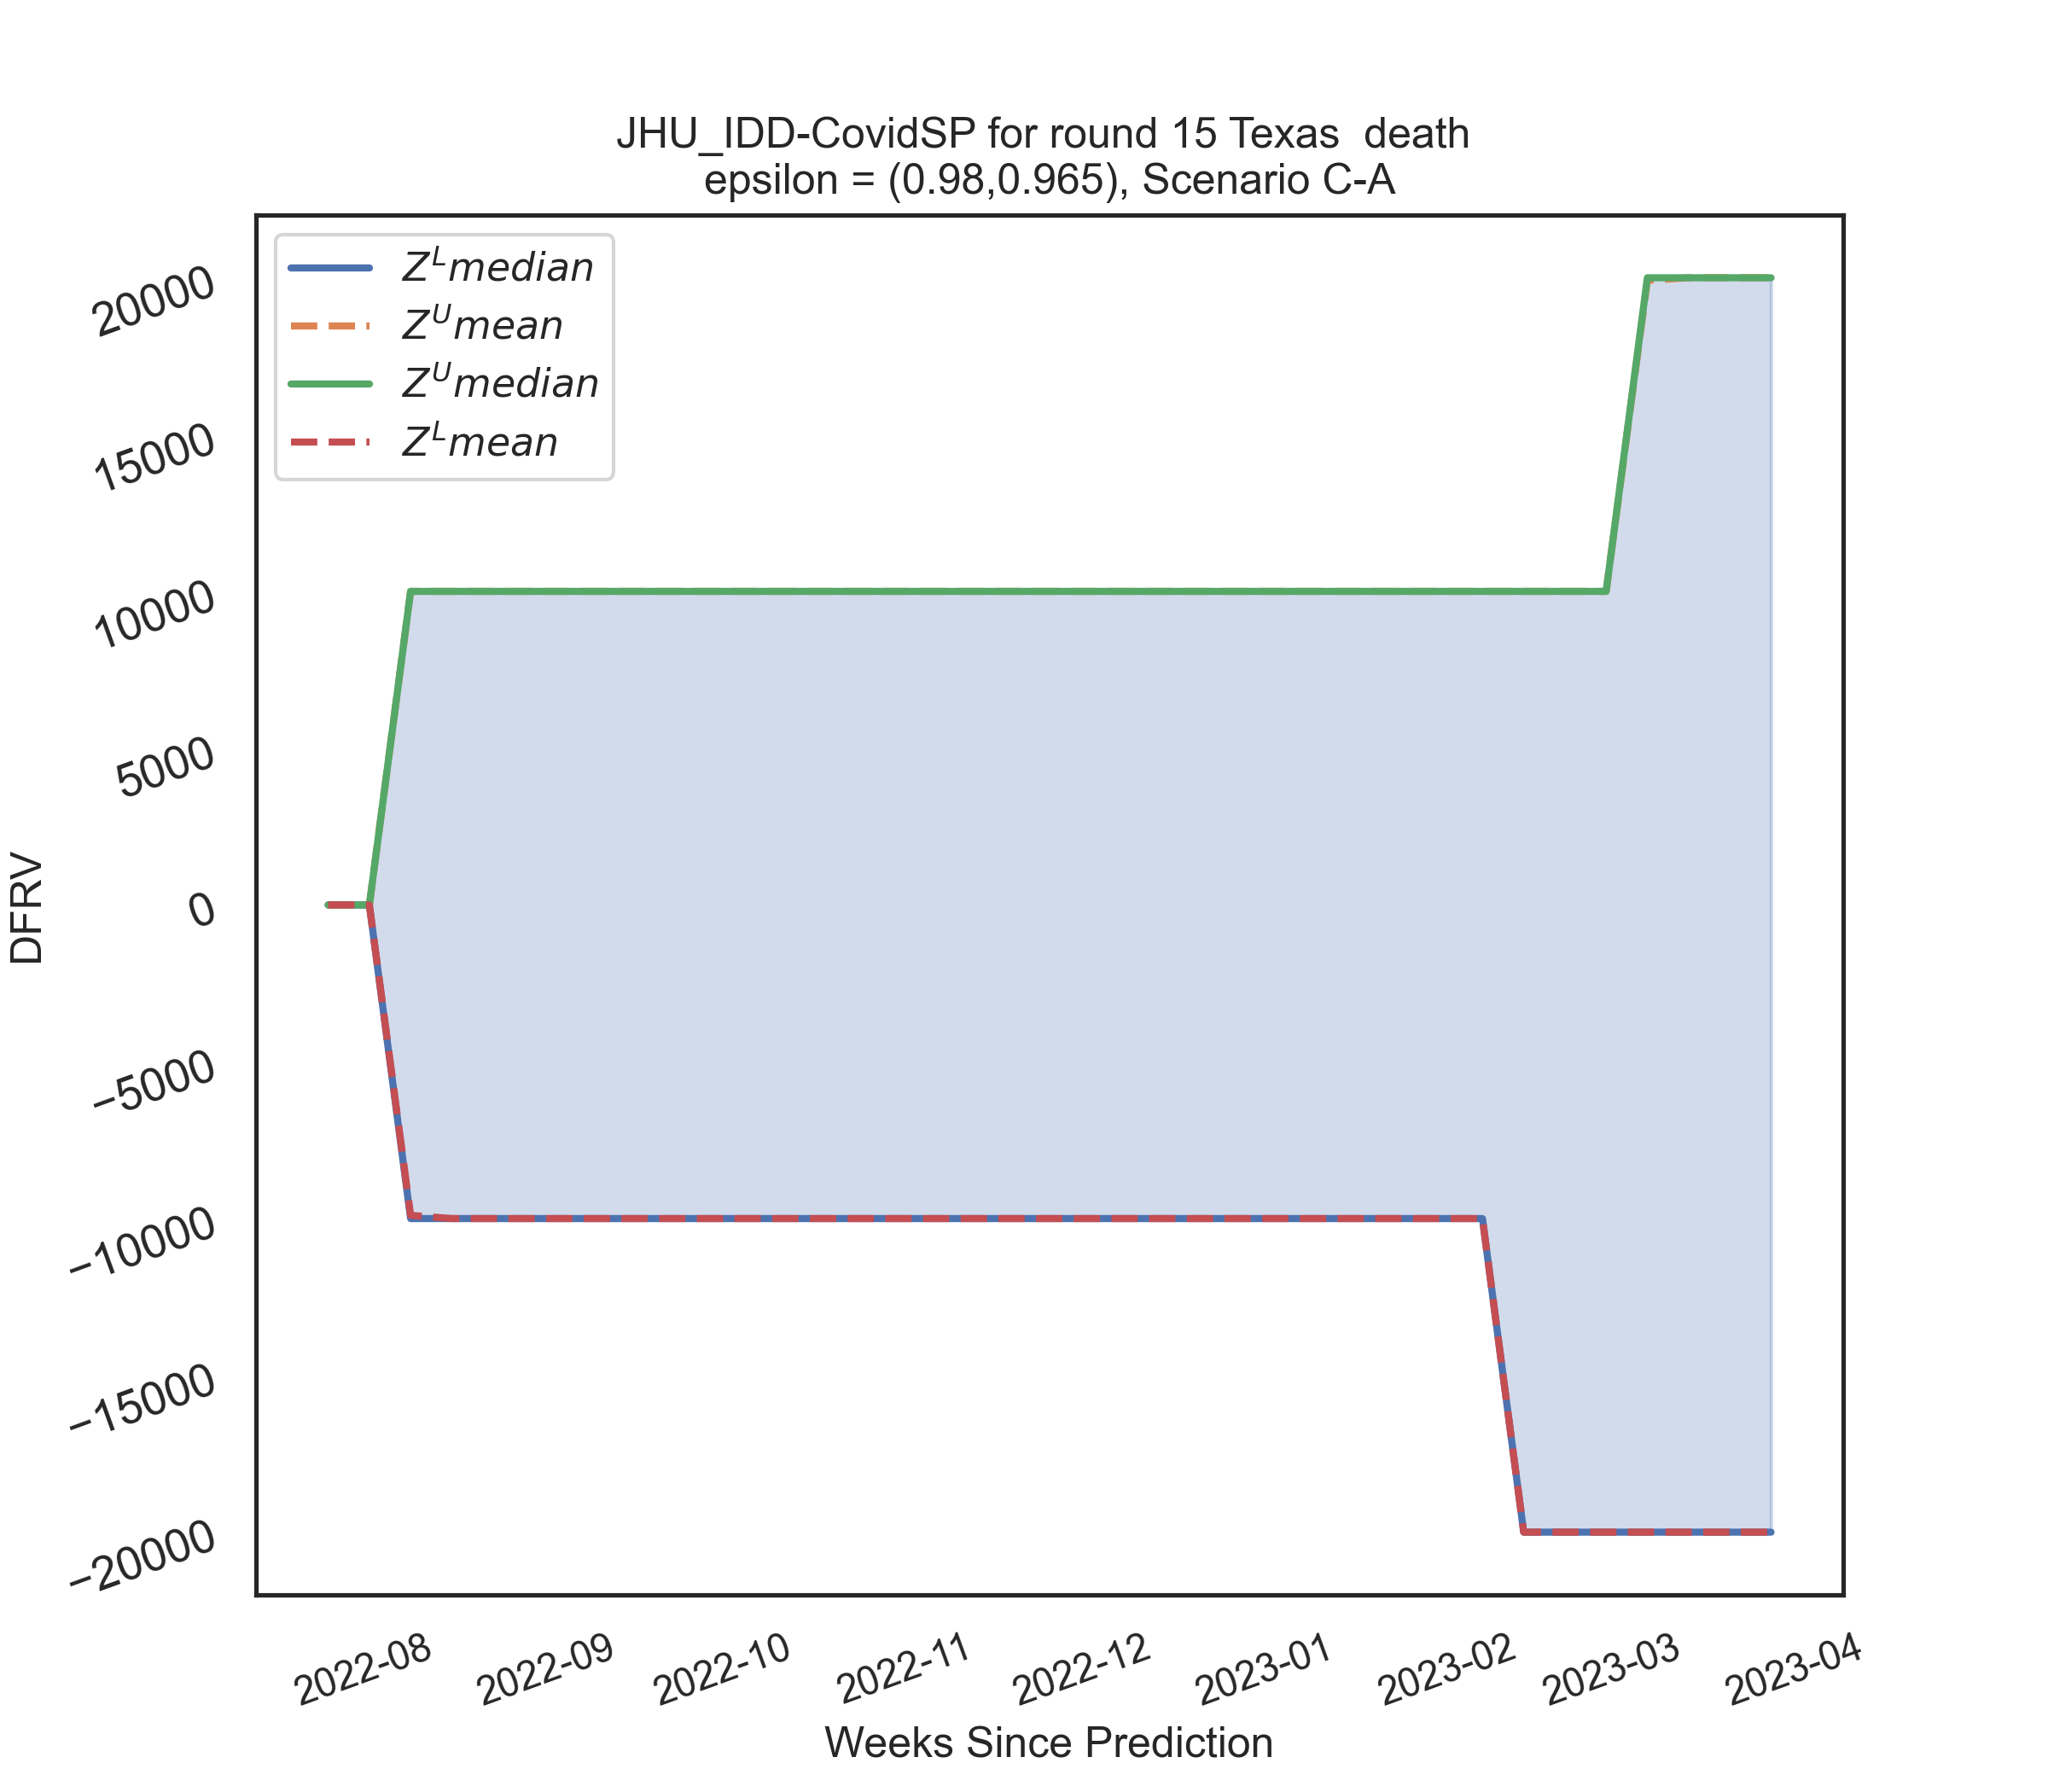 JHU_IDD-CovidSP for round 15 Texas  death
epsilon = (0.98,0.965), Scenario C-A
Z^L median
Z^U mean
Z^U median
Z^L mean
20000
15000
10000
5000
0
−5000
−10000
−15000
−20000
DFRV
2022-08
2022-09
2022-10
2022-11
2022-12
2023-01
2023-02
2023-03
2023-04
Weeks Since Prediction